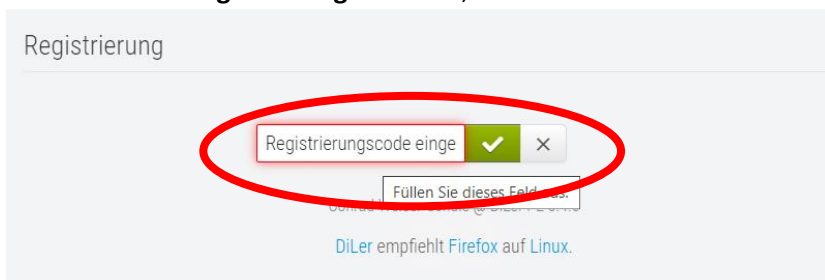 Registrierung
Registrierungscode einge
Füllen Sie dieses Feld aus.
DiLer empfiehlt Firefox auf Linux.